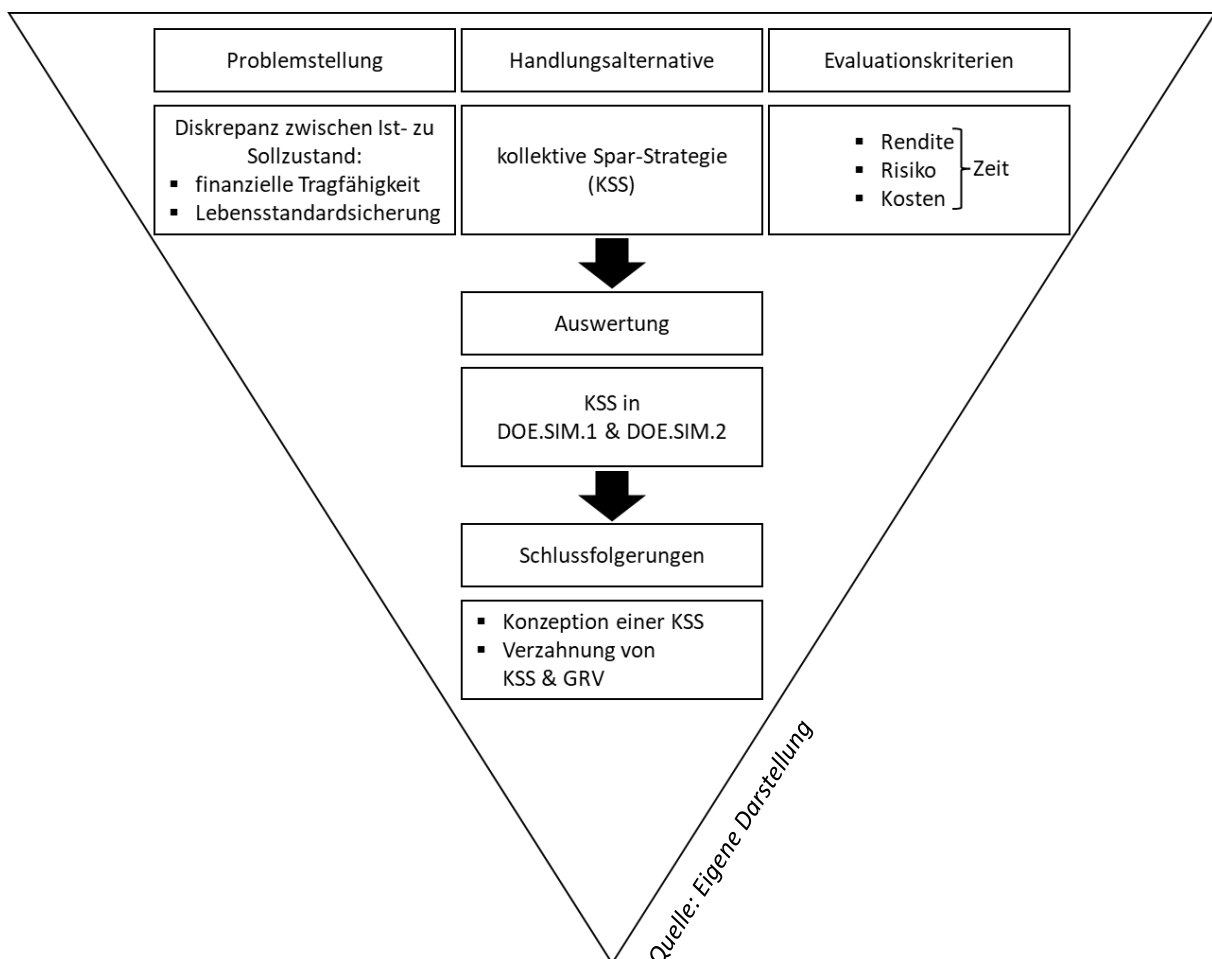 Problemstellung
Handlungsalternative
Evaluationskriterien
Diskrepanz zwischen Ist- zu
Sollzustand:
▪ finanzielle Tragfähigkeit
▪ Lebensstandardsicherung
kollektive Spar-Strategie
(KSS)
▪ Rendite
▪ Risiko
▪ Kosten
Zeit
Auswertung
KSS in
DOE.SIM.1 & DOE.SIM.2
Schlussfolgerungen
▪ Konzeption einer KSS
▪ Verzahnung von
KSS & GRV
Quelle: Eigene Darstellung